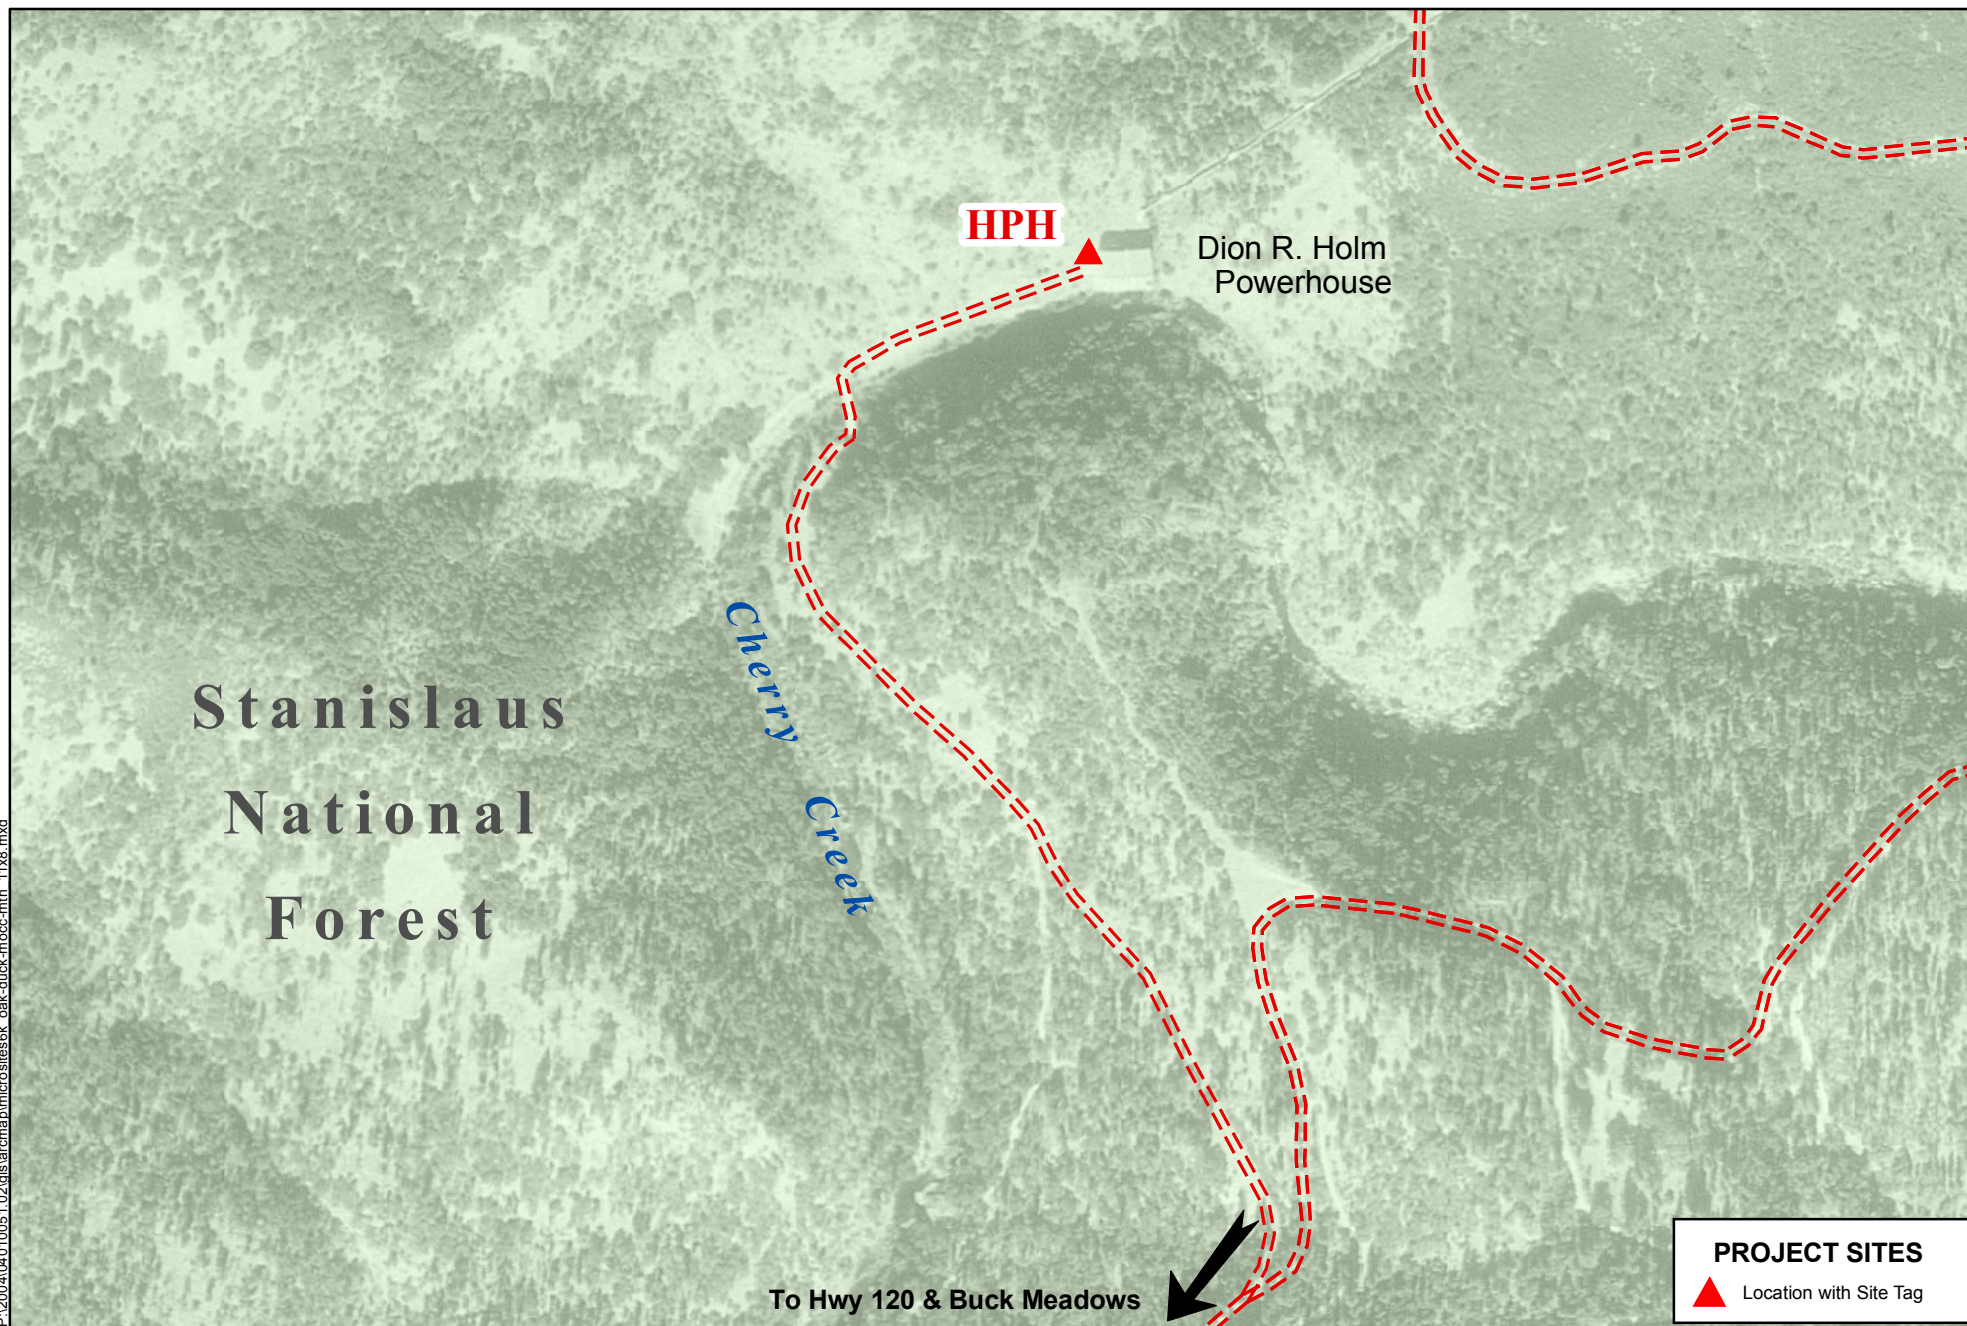 HPH
Dion R. Holm
Powerhouse
Cherry
Creek
Stanislaus
National
Forest
To Hwy 120 & Buck Meadows
PROJECT SITES
Location with Site Tag